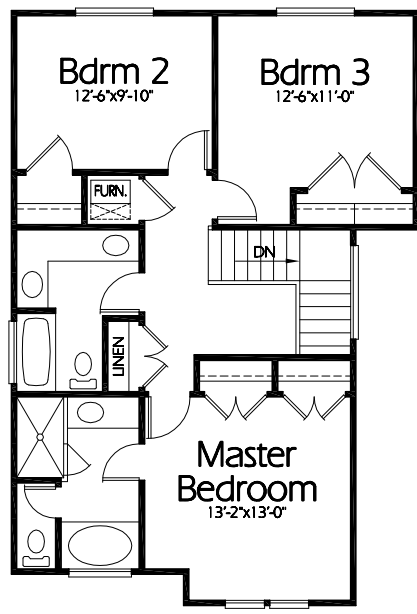 Bdrm 2
12'-6"x9'-10"
Bdrm 3
12'-6"x11'-0"
FURN.
DN
LINEN
Master
Bedroom
13'-2"x13'-0"